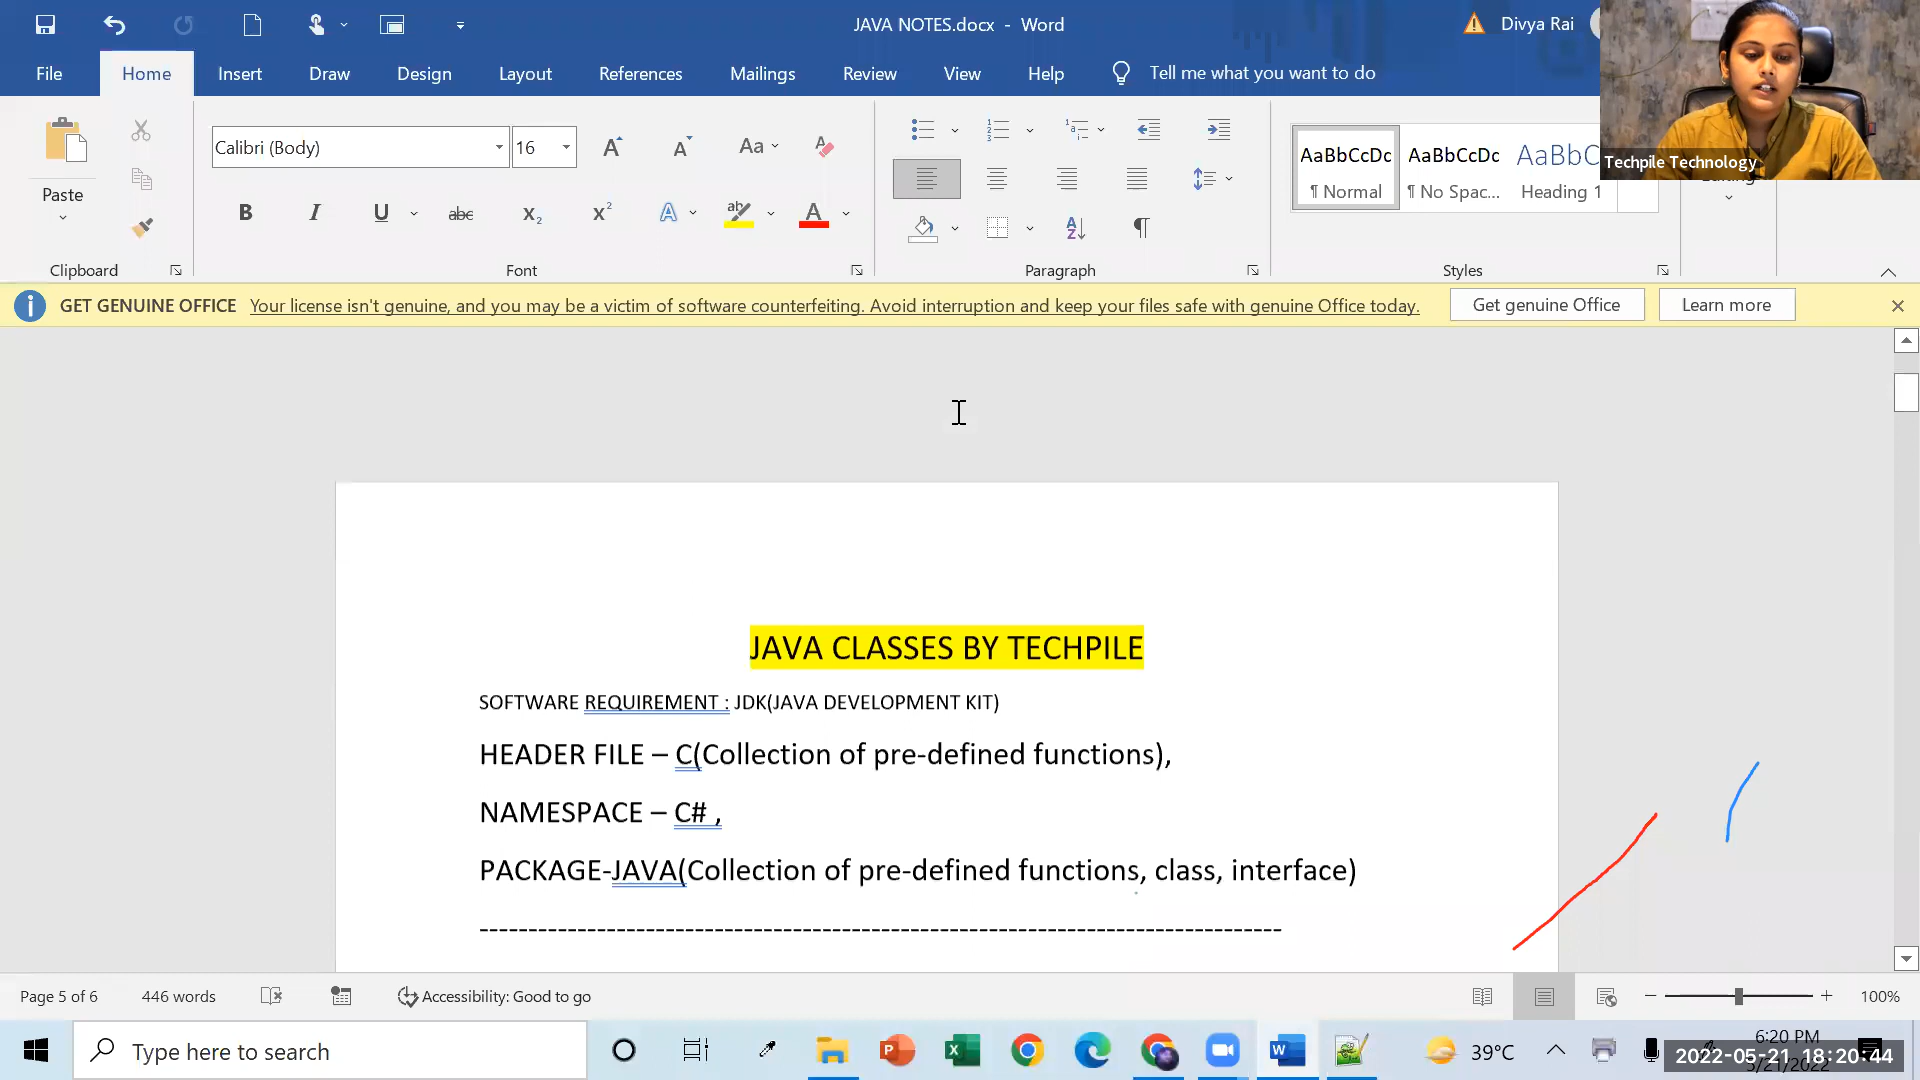 JAVA NOTES.docx - Word
Divya Rai
File Home Insert Draw Design Layout References Mailings Review View Help Tell me what you want to do
Techpile Technology
Paste
Calibri (Body) 16
AaBbCcDc AaBbCcDc AaBbC
¶ Normal ¶ No Spac... Heading 1
Clipboard Font Paragraph Styles
GET GENUINE OFFICE Your license isn't genuine, and you may be a victim of software counterfeiting. Avoid interruption and keep your files safe with genuine Office today. Get genuine Office Learn more
JAVA CLASSES BY TECHPILE
SOFTWARE REQUIREMENT : JDK(JAVA DEVELOPMENT KIT)
HEADER FILE – C(Collection of pre-defined functions),
NAMESPACE – C# ,
PACKAGE-JAVA(Collection of pre-defined functions, class, interface)
--------------------------------------------------------------------------------
Page 5 of 6 446 words Accessibility: Good to go 100%
Type here to search
39°C
6:20 PM
2022-05-21 18:20:44